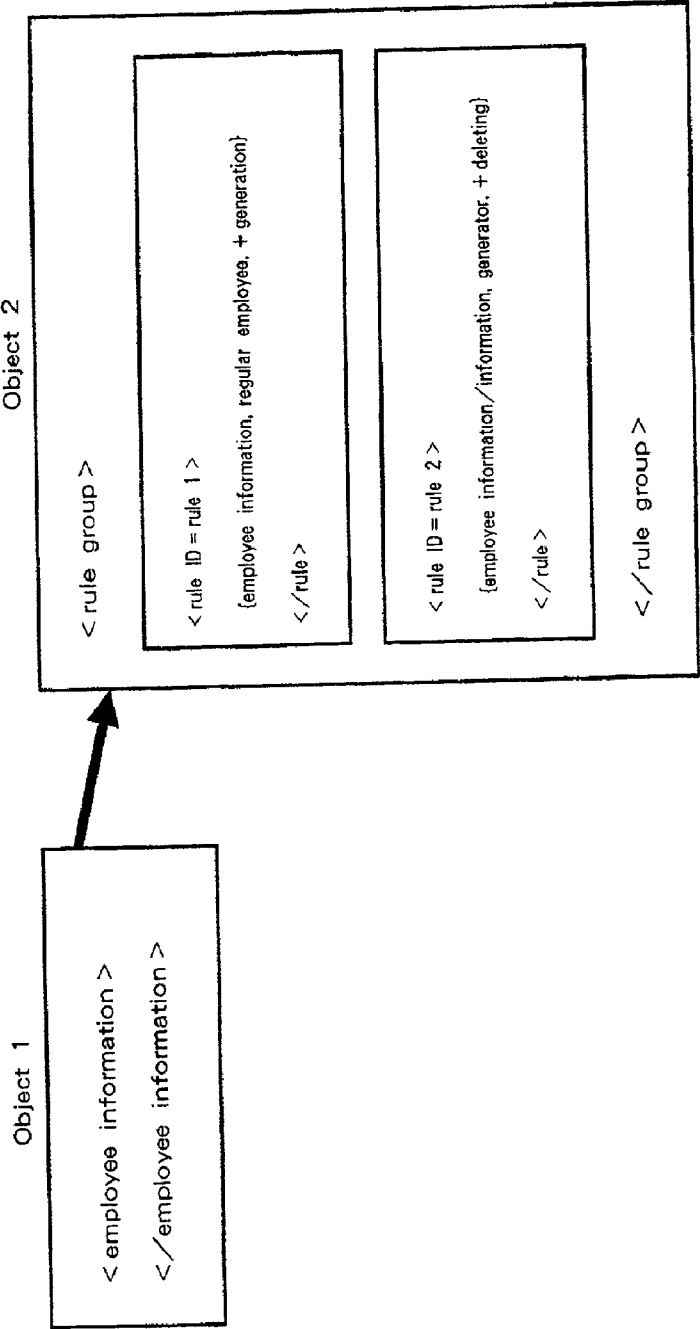 Object 1
<employee information>
</employee information>
Object 2
<rule group>
<rule ID=rule 1>
{employee information, regular employee, + generation}
</rule>
<rule ID=rule 2>
{employee information/information, generator, + deleting}
</rule>
</rule group>